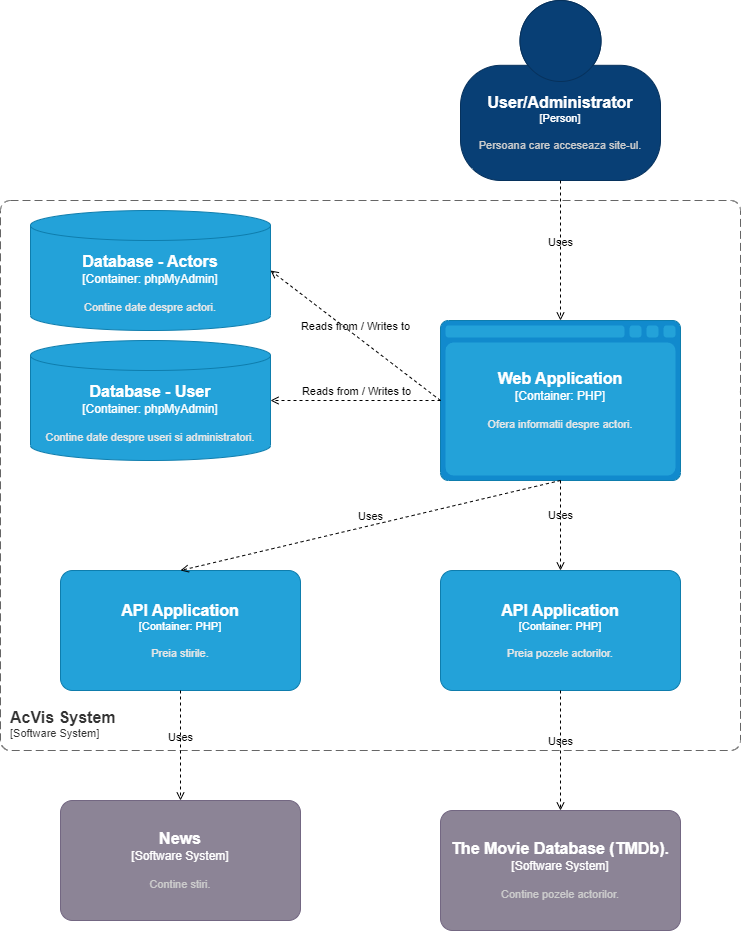 User/Administrator
[Person]
Persoana care acceseaza site-ul.
Uses
Database - Actors
[Container: phpMyAdmin]
Contine date despre actori.
Reads from / Writes to
Database - User
[Container: phpMyAdmin]
Contine date despre useri si administratori.
Reads from / Writes to
Web Application
[Container: PHP]
Ofera informatii despre actori.
Uses
Uses
API Application
[Container: PHP]
Preia stirile.
API Application
[Container: PHP]
Preia pozele actorilor.
AcVis System
[Software System]
Uses
Uses
News
[Software System]
Contine stiri.
The Movie Database (TMDb).
[Software System]
Contine pozele actorilor.